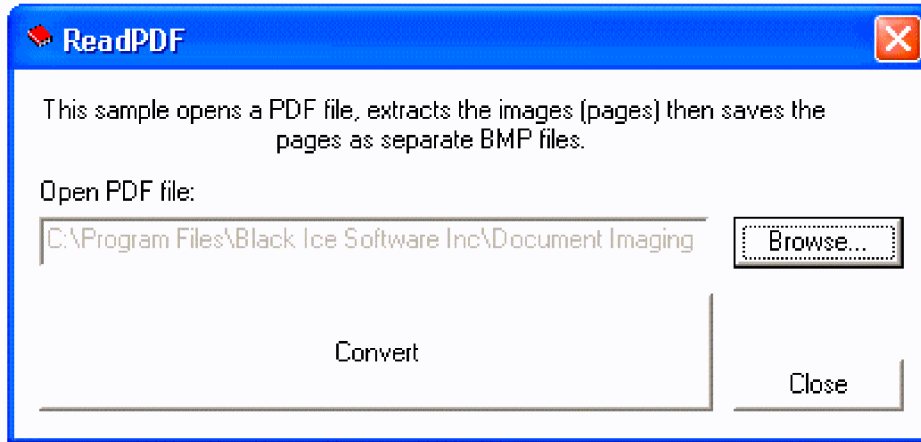 ReadPDF
This sample opens a PDF file, extracts the images (pages) then saves the
pages as separate BMP files.
Open PDF file:
C:\Program Files\Black Ice Software Inc\Document Imaging
Browse...
Convert
Close